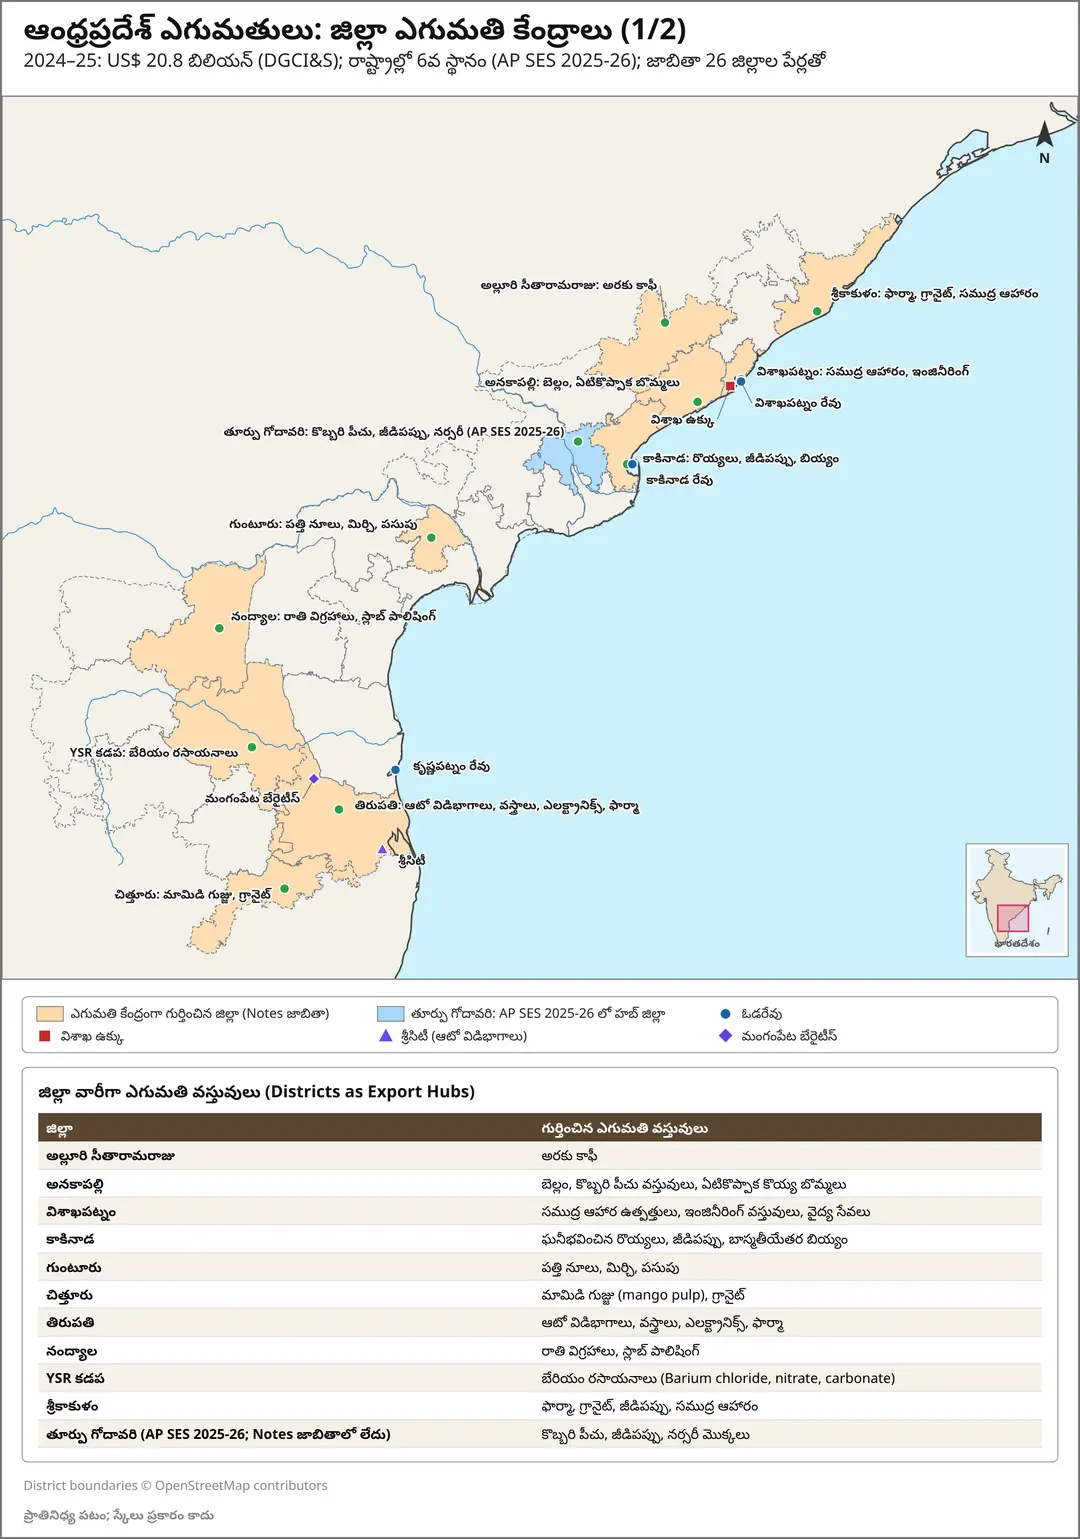 ఆంధ్రప్రదేశ్ ఎగుమతులు: జిల్లా ఎగుమతి కేంద్రాలు (1/2)
2024–25: US$ 20.8 బిలియన్ (DGCI&S); రాష్ట్రాల్లో 6వ స్థానం (AP SES 2025-26); జాబితా 26 జిల్లాల పేర్లతో
N
అల్లూరి సీతారామరాజు: అరకు కాఫీ
శ్రీకాకుళం: ఫార్మా, గ్రానైట్, సముద్ర ఆహారం
విశాఖపట్నం: సముద్ర ఆహారం, ఇంజినీరింగ్
అనకాపల్లి: బెల్లం, ఏటికొప్పాక బొమ్మలు
విశాఖపట్నం రేవు
విశాఖ ఉక్కు
తూర్పు గోదావరి: కొబ్బరి పీచు, జీడిపప్పు, నర్సరీ (AP SES 2025-26)
కాకినాడ: రొయ్యలు, జీడిపప్పు, బియ్యం
కాకినాడ రేవు
గుంటూరు: పత్తి నూలు, మిర్చి, పసుపు
నంద్యాల: రాతి విగ్రహాలు, స్లాబ్ పాలిషింగ్
YSR కడప: బేరియం రసాయనాలు
కృష్ణపట్నం రేవు
మంగంపేట బేరైటీస్
తిరుపతి: ఆటో విడిభాగాలు, వస్త్రాలు, ఎలక్ట్రానిక్స్, ఫార్మా
శ్రీసిటీ
చిత్తూరు: మామిడి గుజ్జు, గ్రానైట్
భారతదేశం
ఎగుమతి కేంద్రంగా గుర్తించిన జిల్లా (Notes జాబితా)
తూర్పు గోదావరి: AP SES 2025-26 లో హబ్ జిల్లా
ఓడరేవు
విశాఖ ఉక్కు
శ్రీసిటీ (ఆటో విడిభాగాలు)
మంగంపేట బేరైటీస్
జిల్లా వారీగా ఎగుమతి వస్తువులు (Districts as Export Hubs)
జిల్లా గుర్తించిన ఎగుమతి వస్తువులు
అల్లూరి సీతారామరాజు అరకు కాఫీ
అనకాపల్లి బెల్లం, కొబ్బరి పీచు వస్తువులు, ఏటికొప్పాక కొయ్య బొమ్మలు
విశాఖపట్నం సముద్ర ఆహార ఉత్పత్తులు, ఇంజినీరింగ్ వస్తువులు, వైద్య సేవలు
కాకినాడ ఘనీభవించిన రొయ్యలు, జీడిపప్పు, బాస్మతీయేతర బియ్యం
గుంటూరు పత్తి నూలు, మిర్చి, పసుపు
చిత్తూరు మామిడి గుజ్జు (mango pulp), గ్రానైట్
తిరుపతి ఆటో విడిభాగాలు, వస్త్రాలు, ఎలక్ట్రానిక్స్, ఫార్మా
నంద్యాల రాతి విగ్రహాలు, స్లాబ్ పాలిషింగ్
YSR కడప బేరియం రసాయనాలు (Barium chloride, nitrate, carbonate)
శ్రీకాకుళం ఫార్మా, గ్రానైట్, జీడిపప్పు, సముద్ర ఆహారం
తూర్పు గోదావరి (AP SES 2025-26; Notes జాబితాలో లేదు) కొబ్బరి పీచు, జీడిపప్పు, నర్సరీ మొక్కలు
District boundaries © OpenStreetMap contributors
ప్రాతినిధ్య పటం; స్కేలు ప్రకారం కాదు